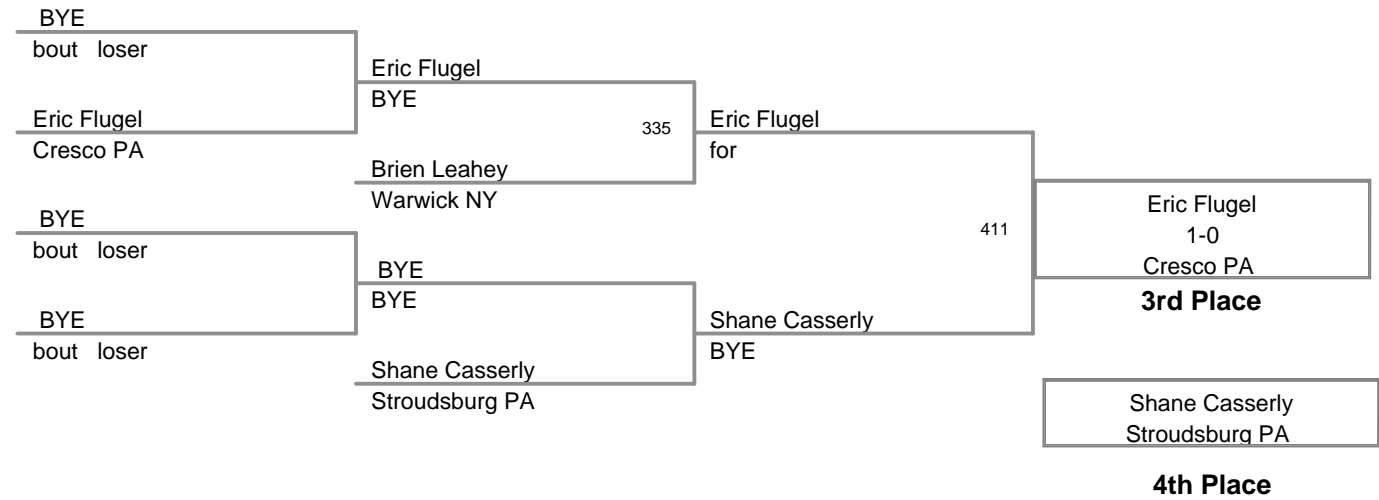 BYE
bout loser
Eric Flugel
BYE
Eric Flugel
Cresco PA
335
Eric Flugel
for
Brien Leahey
Warwick NY
BYE
bout loser
411
Eric Flugel
1-0
Cresco PA
3rd Place
BYE
BYE
BYE
bout loser
Shane Casserly
BYE
Shane Casserly
Stroudsburg PA
Shane Casserly
Stroudsburg PA
4th Place